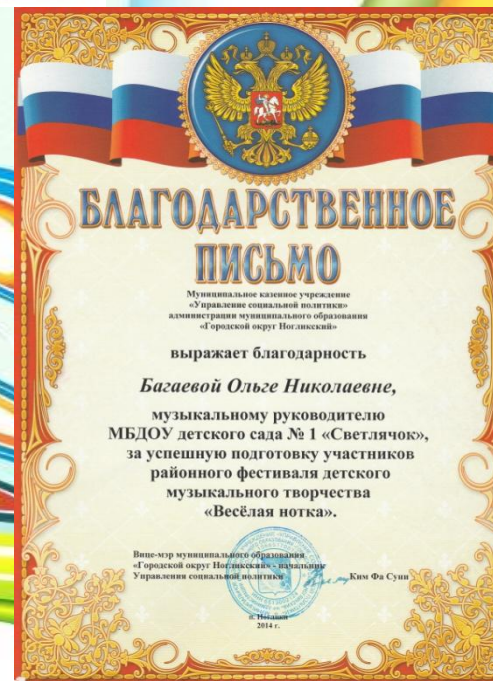 БЛАГОДАРСТВЕННОЕ
ПИСЬМО
Муниципальное казенное учреждение
«Управление социальной политики»
администрации муниципального образования
«Городской округ Ногликский»
выражает благодарность
Багаевой Ольге Николаевне,
музыкальному руководителю
МБДОУ детского сада № 1 «Светлячок»,
за успешную подготовку участников
районного фестиваля детского
музыкального творчества
«Весёлая нотка».
Вице-мэр муниципального образования
«Городской округ Ногликский» - начальник
Управления социальной политики Ким Фа Суни
п. Ноглики
2014 г.